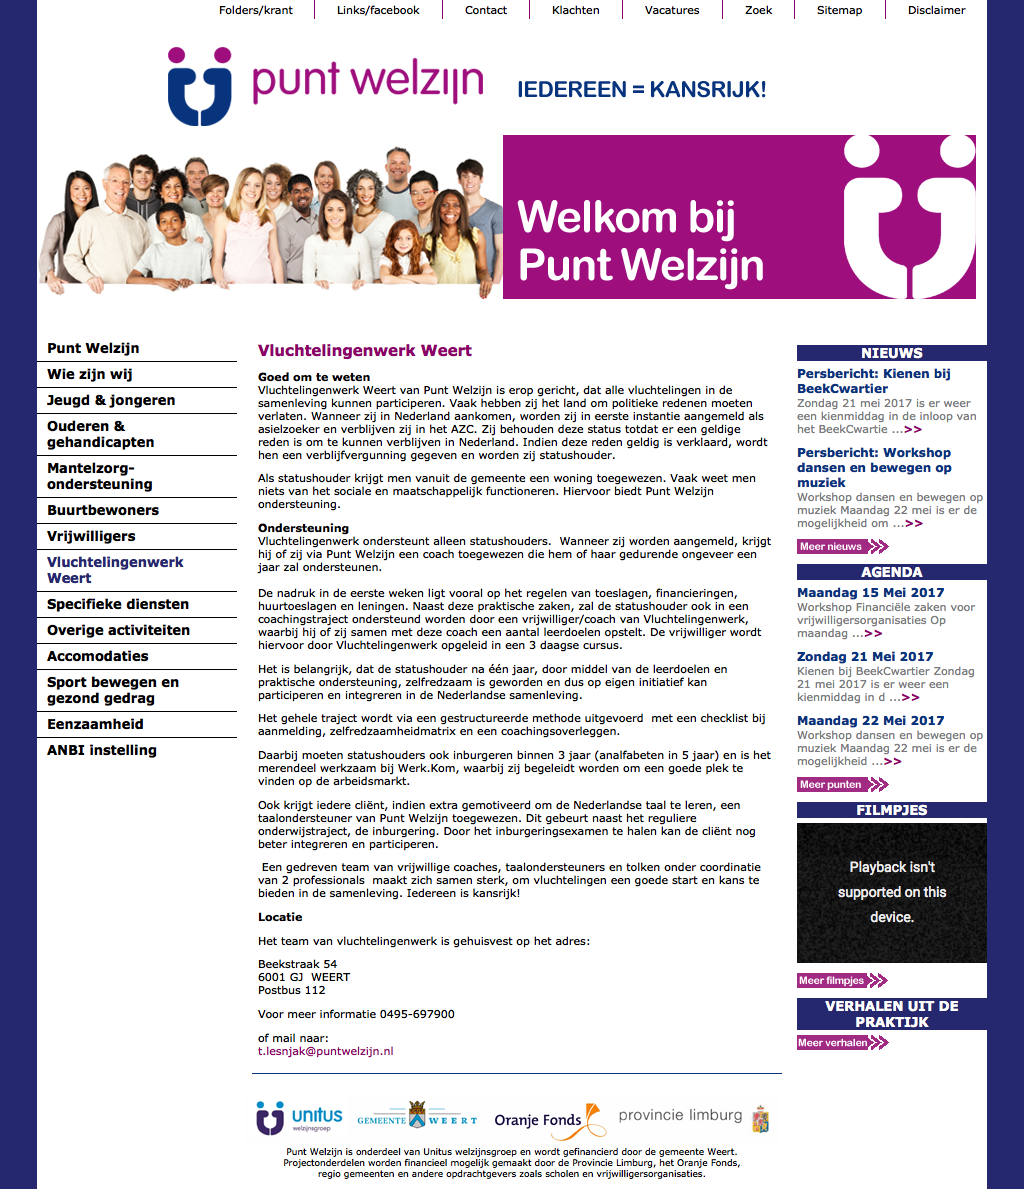 Folders/krant
Links/facebook
Contact
Klachten
Vacatures
Zoek
Sitemap
Disclaimer
punt welzijn
IEDEREEN = KANSRIJK!
Welkom bij
Punt Welzijn
Punt Welzijn
Wie zijn wij
Jeugd & jongeren
Ouderen &
gehandicapten
Mantelzorg-
ondersteuning
Buurtbewoners
Vrijwilligers
Vluchtelingenwerk
Weert
Specifieke diensten
Overige activiteiten
Accomodaties
Sport bewegen en
gezond gedrag
Eenzaamheid
ANBI instelling
Vluchtelingenwerk Weert
Goed om te weten
Vluchtelingenwerk Weert van Punt Welzijn is erop gericht, dat alle vluchtelingen in de
samenleving kunnen participeren. Vaak hebben zij het land om politieke redenen moeten
verlaten. Wanneer zij in Nederland aankomen, worden zij in eerste instantie aangemeld als
asielzoeker en verblijven zij in het AZC. Zij behouden deze status totdat er een geldige
reden is om te kunnen verblijven in Nederland. Indien deze reden geldig is verklaard, wordt
hen een verblijfvergunning gegeven en worden zij statushouder.
Als statushouder krijgt men vanuit de gemeente een woning toegewezen. Vaak weet men
niets van het sociale en maatschappelijk functioneren. Hiervoor biedt Punt Welzijn
ondersteuning.
Ondersteuning
Vluchtelingenwerk ondersteunt alleen statushouders.  Wanneer zij worden aangemeld, krijgt
hij of zij via Punt Welzijn een coach toegewezen die hem of haar gedurende ongeveer een
jaar zal ondersteunen.
De nadruk in de eerste weken ligt vooral op het regelen van toeslagen, financieringen,
huurtoeslagen en leningen. Naast deze praktische zaken, zal de statushouder ook in een
coachingstraject ondersteund worden door een vrijwilliger/coach van Vluchtelingenwerk,
waarbij hij of zij samen met deze coach een aantal leerdoelen opstelt. De vrijwilliger wordt
hiervoor door Vluchtelingenwerk opgeleid in een 3 daagse cursus.
Het is belangrijk, dat de statushouder na één jaar, door middel van de leerdoelen en
praktische ondersteuning, zelfredzaam is geworden en dus op eigen initiatief kan
participeren en integreren in de Nederlandse samenleving.
Het gehele traject wordt via een gestructureerde methode uitgevoerd  met een checklist bij
aanmelding, zelfredzaamheidmatrix en een coachingsoverleggen.
Daarbij moeten statushouders ook inburgeren binnen 3 jaar (analfabeten in 5 jaar) en is het
merendeel werkzaam bij Werk.Kom, waarbij zij begeleidt worden om een goede plek te
vinden op de arbeidsmarkt.
Ook krijgt iedere cliënt, indien extra gemotiveerd om de Nederlandse taal te leren, een
taalondersteuner van Punt Welzijn toegewezen. Dit gebeurt naast het reguliere
onderwijstraject, de inburgering. Door het inburgeringsexamen te halen kan de cliënt nog
beter integreren en participeren.
Een gedreven team van vrijwillige coaches, taalondersteuners en tolken onder coordinatie
van 2 professionals  maakt zich samen sterk, om vluchtelingen een goede start en kans te
bieden in de samenleving. Iedereen is kansrijk!
Locatie
Het team van vluchtelingenwerk is gehuisvest op het adres:
Beekstraak 54
6001 GJ  WEERT
Postbus 112
Voor meer informatie 0495-697900
of mail naar:
t.lesnjak@puntwelzijn.nl
NIEUWS
Persbericht: Kienen bij
BeekCwartier
Zondag 21 mei 2017 is er weer
een kienmiddag in de inloop van
het BeekCwartie ...>>
Persbericht: Workshop
dansen en bewegen op
muziek
Workshop dansen en bewegen op
muziek Maandag 22 mei is er de
mogelijkheid om ...>>
Meer nieuws
AGENDA
Maandag 15 Mei 2017
Workshop Financiële zaken voor
vrijwilligersorganisaties Op
maandag ...>>
Zondag 21 Mei 2017
Kienen bij BeekCwartier Zondag
21 mei 2017 is er weer een
kienmiddag in d ...>>
Maandag 22 Mei 2017
Workshop dansen en bewegen op
muziek Maandag 22 mei is er de
mogelijkheid ...>>
Meer punten
FILMPJES
Playback isn't
supported on this
device.
Meer filmpjes
VERHALEN UIT DE
PRAKTIJK
Meer verhalen
unitus
welzijnsgroep
GEMEENTE WEERT
Oranje Fonds
provincie limburg
Punt Welzijn is onderdeel van Unitus welzijnsgroep en wordt gefinancierd door de gemeente Weert.
Projectonderdelen worden financieel mogelijk gemaakt door de Provincie Limburg, het Oranje Fonds,
regio gemeenten en andere opdrachtgevers zoals scholen en vrijwilligersorganisaties.